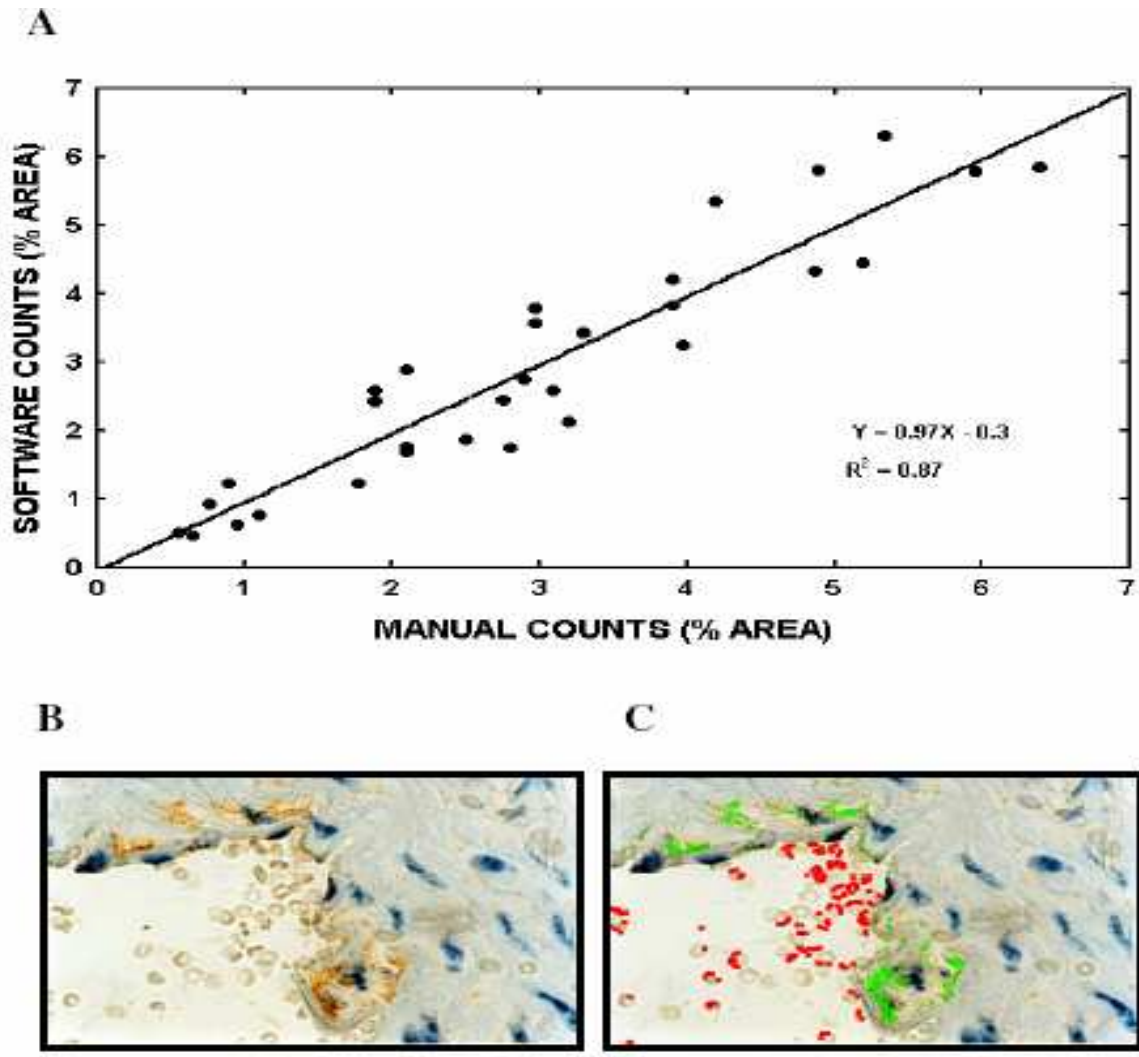 A
SOFTWARE COUNTS (% AREA)
7
6
5
4
3
2
1
0
0 1 2 3 4 5 6 7
MANUAL COUNTS (% AREA)
Y = 0.97X - 0.3
R² = 0.87
B
C